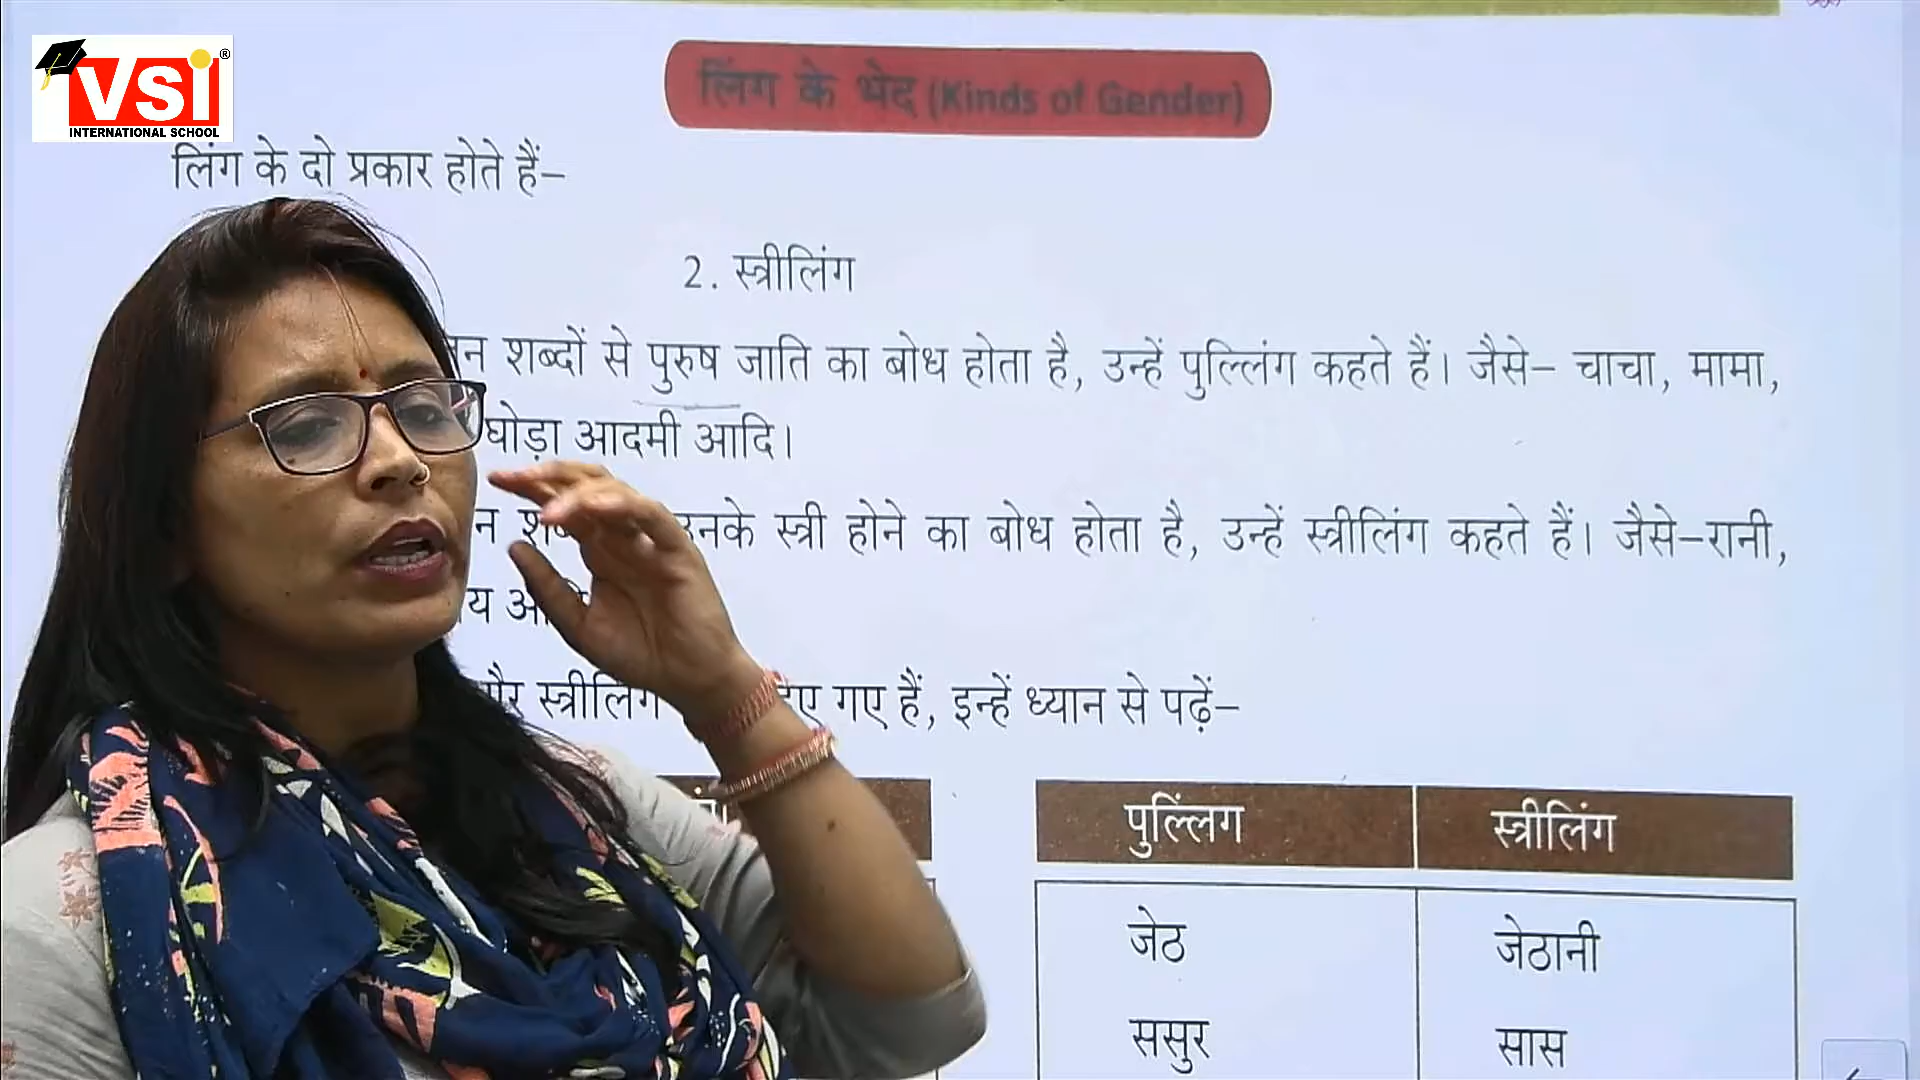 VSI
INTERNATIONAL SCHOOL
लिंग के भेद (Kinds of Gender)
लिंग के दो प्रकार होते हैं–
2. स्त्रीलिंग
शब्दों से पुरुष जाति का बोध होता है, उन्हें पुल्लिंग कहते हैं। जैसे– चाचा, मामा,
घोड़ा आदमी आदि।
उनके स्त्री होने का बोध होता है, उन्हें स्त्रीलिंग कहते हैं। जैसे–रानी,
स्त्रीलिंग गए हैं, इन्हें ध्यान से पढ़ें–
पुल्लिंग स्त्रीलिंग
जेठ जेठानी
ससुर सास